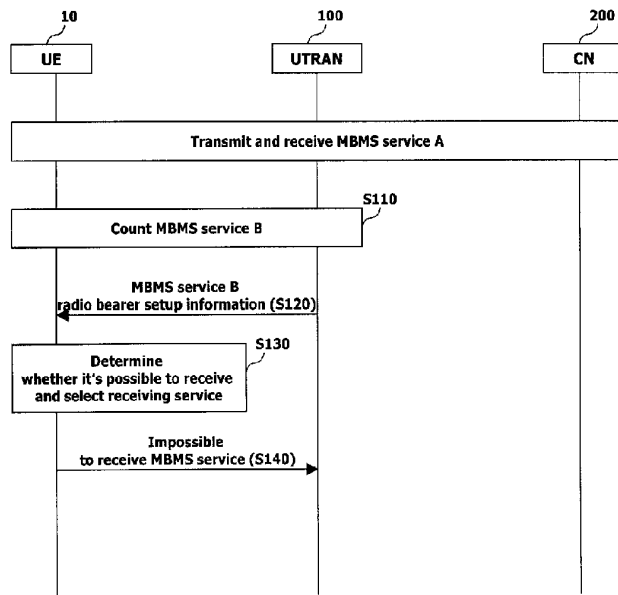 10
100
200
UE
UTRAN
CN
Transmit and receive MBMS service A
S110
Count MBMS service B
MBMS service B
radio bearer setup information (S120)
S130
Determine
whether it's possible to receive
and select receiving service
Impossible
to receive MBMS service (S140)